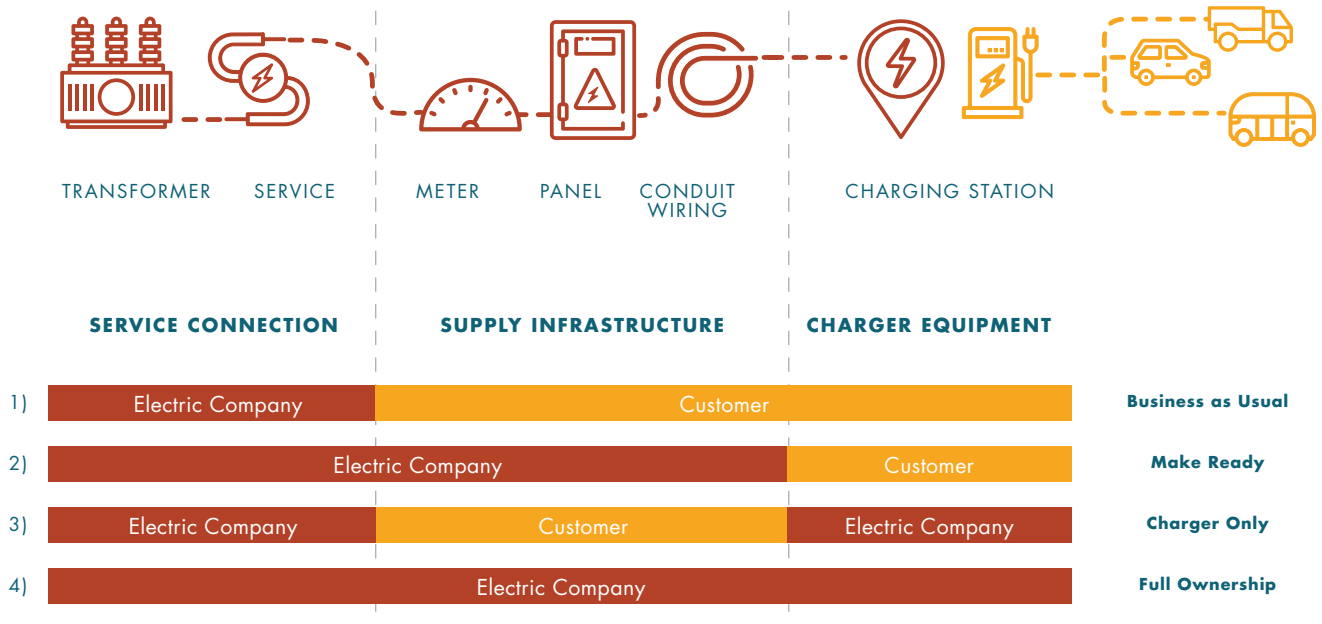 TRANSFORMER
SERVICE
METER
PANEL
CONDUIT
WIRING
CHARGING STATION
SERVICE CONNECTION
SUPPLY INFRASTRUCTURE
CHARGER EQUIPMENT
1) Electric Company Customer Business as Usual
2) Electric Company Customer Make Ready
3) Electric Company Customer Electric Company Charger Only
4) Electric Company Full Ownership